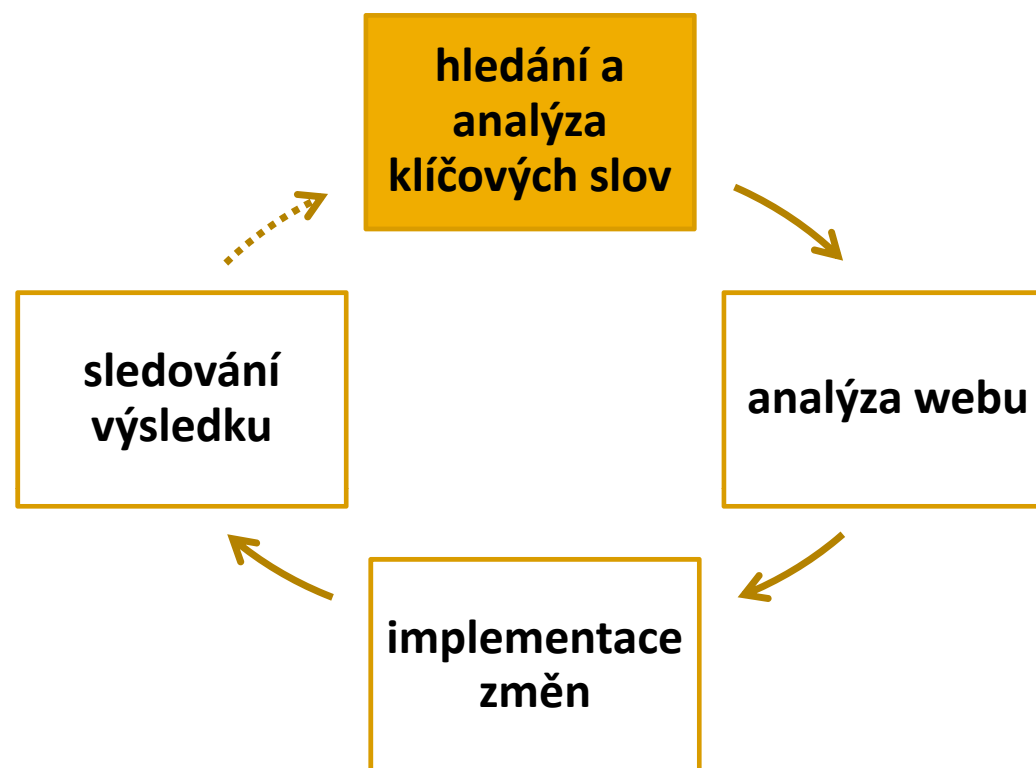 hledání a
analýza
klíčových slov
sledování
výsledku
analýza webu
implementace
změn